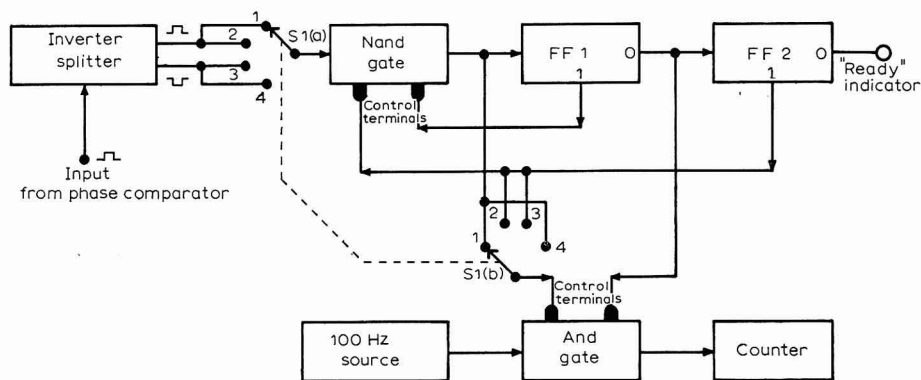 Inverter
splitter
1
2
3
4
S1(a)
Nand
gate
FF 1
0
1
FF 2
0
1
"Ready"
indicator
Control
terminals
Input
from phase comparator
2
3
1
4
S1(b)
Control
terminals
100 Hz
source
And
gate
Counter